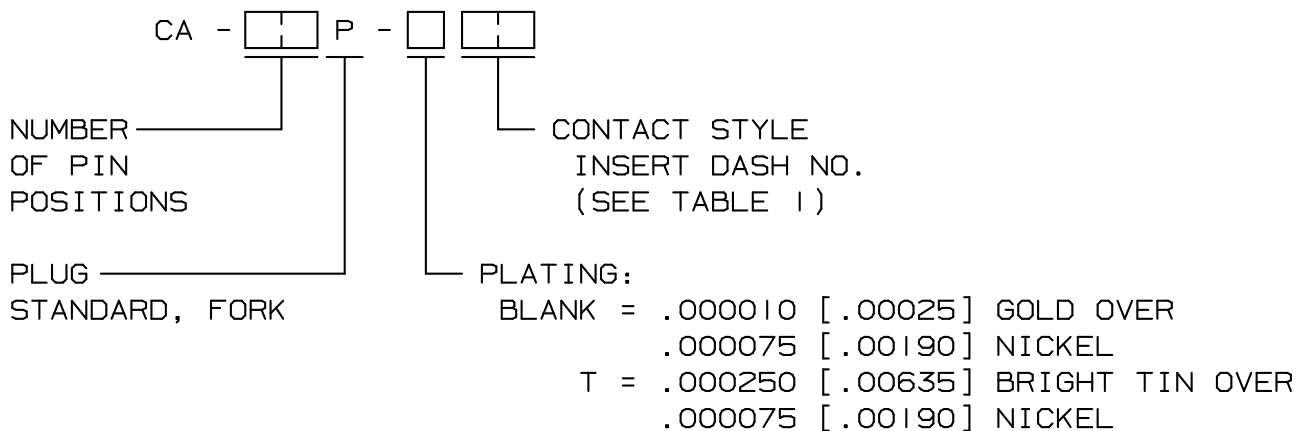 CA - P -
NUMBER
OF PIN
POSITIONS
CONTACT STYLE
INSERT DASH NO.
(SEE TABLE 1)
PLUG
STANDARD, FORK
PLATING:
BLANK = .000010 [.00025] GOLD OVER
.000075 [.00190] NICKEL
T = .000250 [.00635] BRIGHT TIN OVER
.000075 [.00190] NICKEL